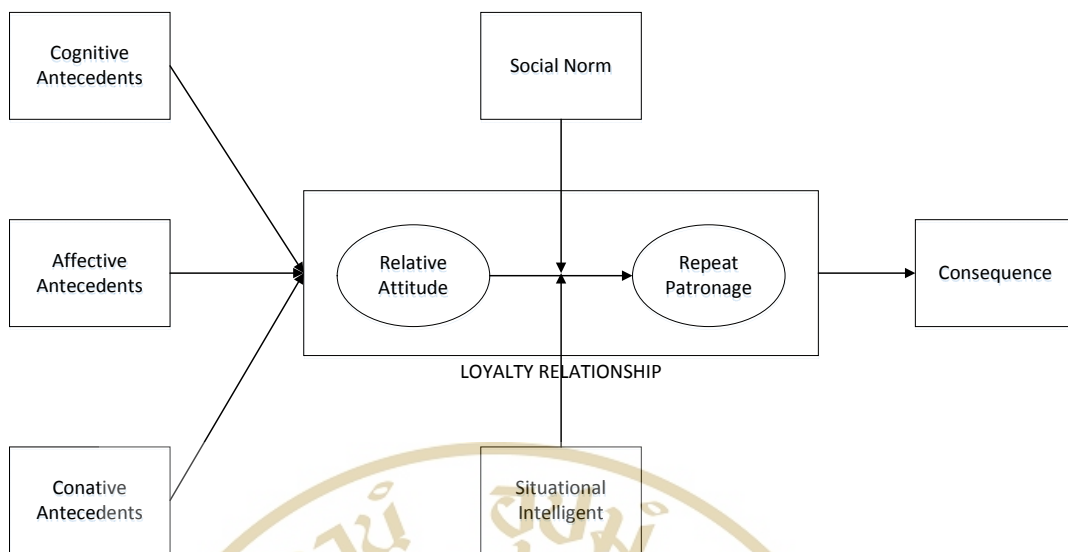 Cognitive
Antecedents
Social Norm
Affective
Antecedents
Relative
Attitude
Repeat
Patronage
Consequence
LOYALTY RELATIONSHIP
Conative
Antecedents
Situational
Intelligent